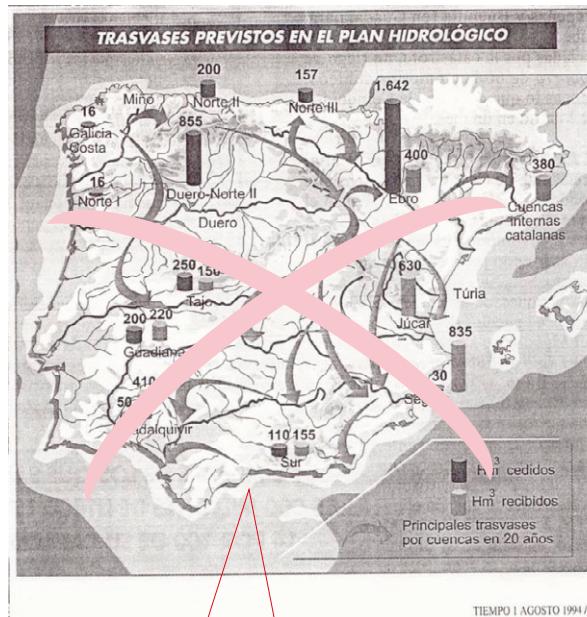 TRASVASES PREVISTOS EN EL PLAN HIDROLÓGICO
200
157
1.642
Miño
Norte II
Norte III
16
855
Galicia
Costa
400
380
16
Norte I
Duero-Norte II
Ebro
Cuencas
internas
catalanas
Duero
250
150
630
Tajo
Túria
200
220
Júcar
835
Guadiana
410
30
50
110
155
Sur
Hm³ cedidos
Hm³ recibidos
Principales trasvases
por cuencas en 20 años
TIEMPO 1 AGOSTO 1994